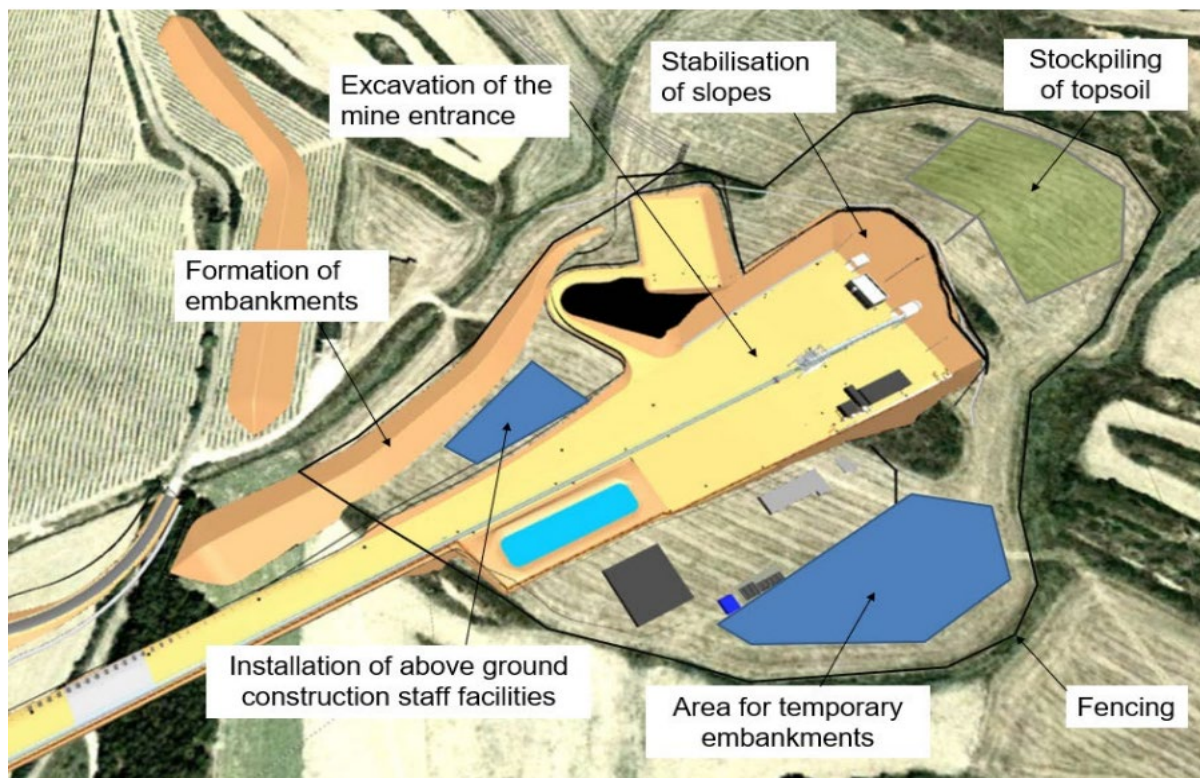 Excavation of the
mine entrance
Stabilisation
of slopes
Stockpiling
of topsoil
Formation of
embankments
Installation of above ground
construction staff facilities
Area for temporary
embankments
Fencing